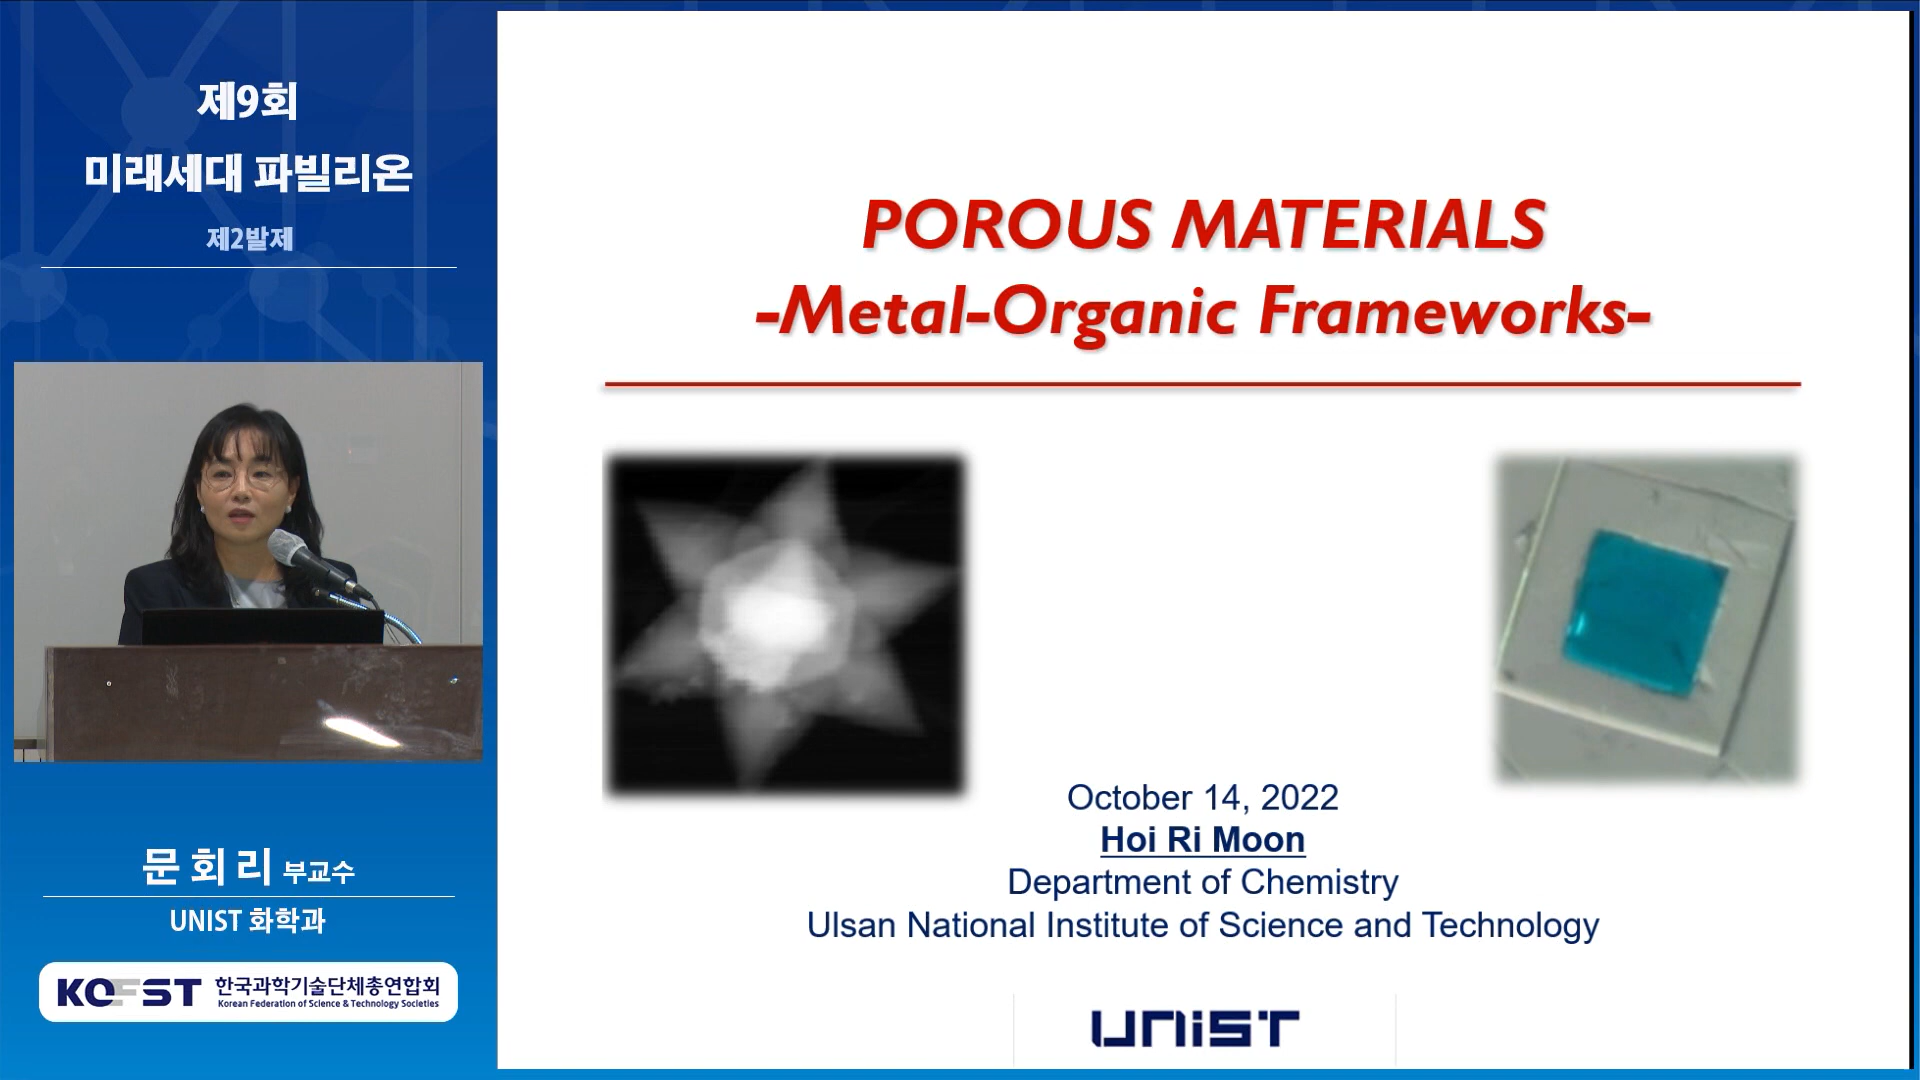 제9회
미래세대 파빌리온
제2발제
문 회 리 부교수
UNIST 화학과
KOFST 한국과학기술단체총연합회
Korean Federation of Science & Technology Societies
POROUS MATERIALS
-Metal-Organic Frameworks-
October 14, 2022
Hoi Ri Moon
Department of Chemistry
Ulsan National Institute of Science and Technology
UNIST